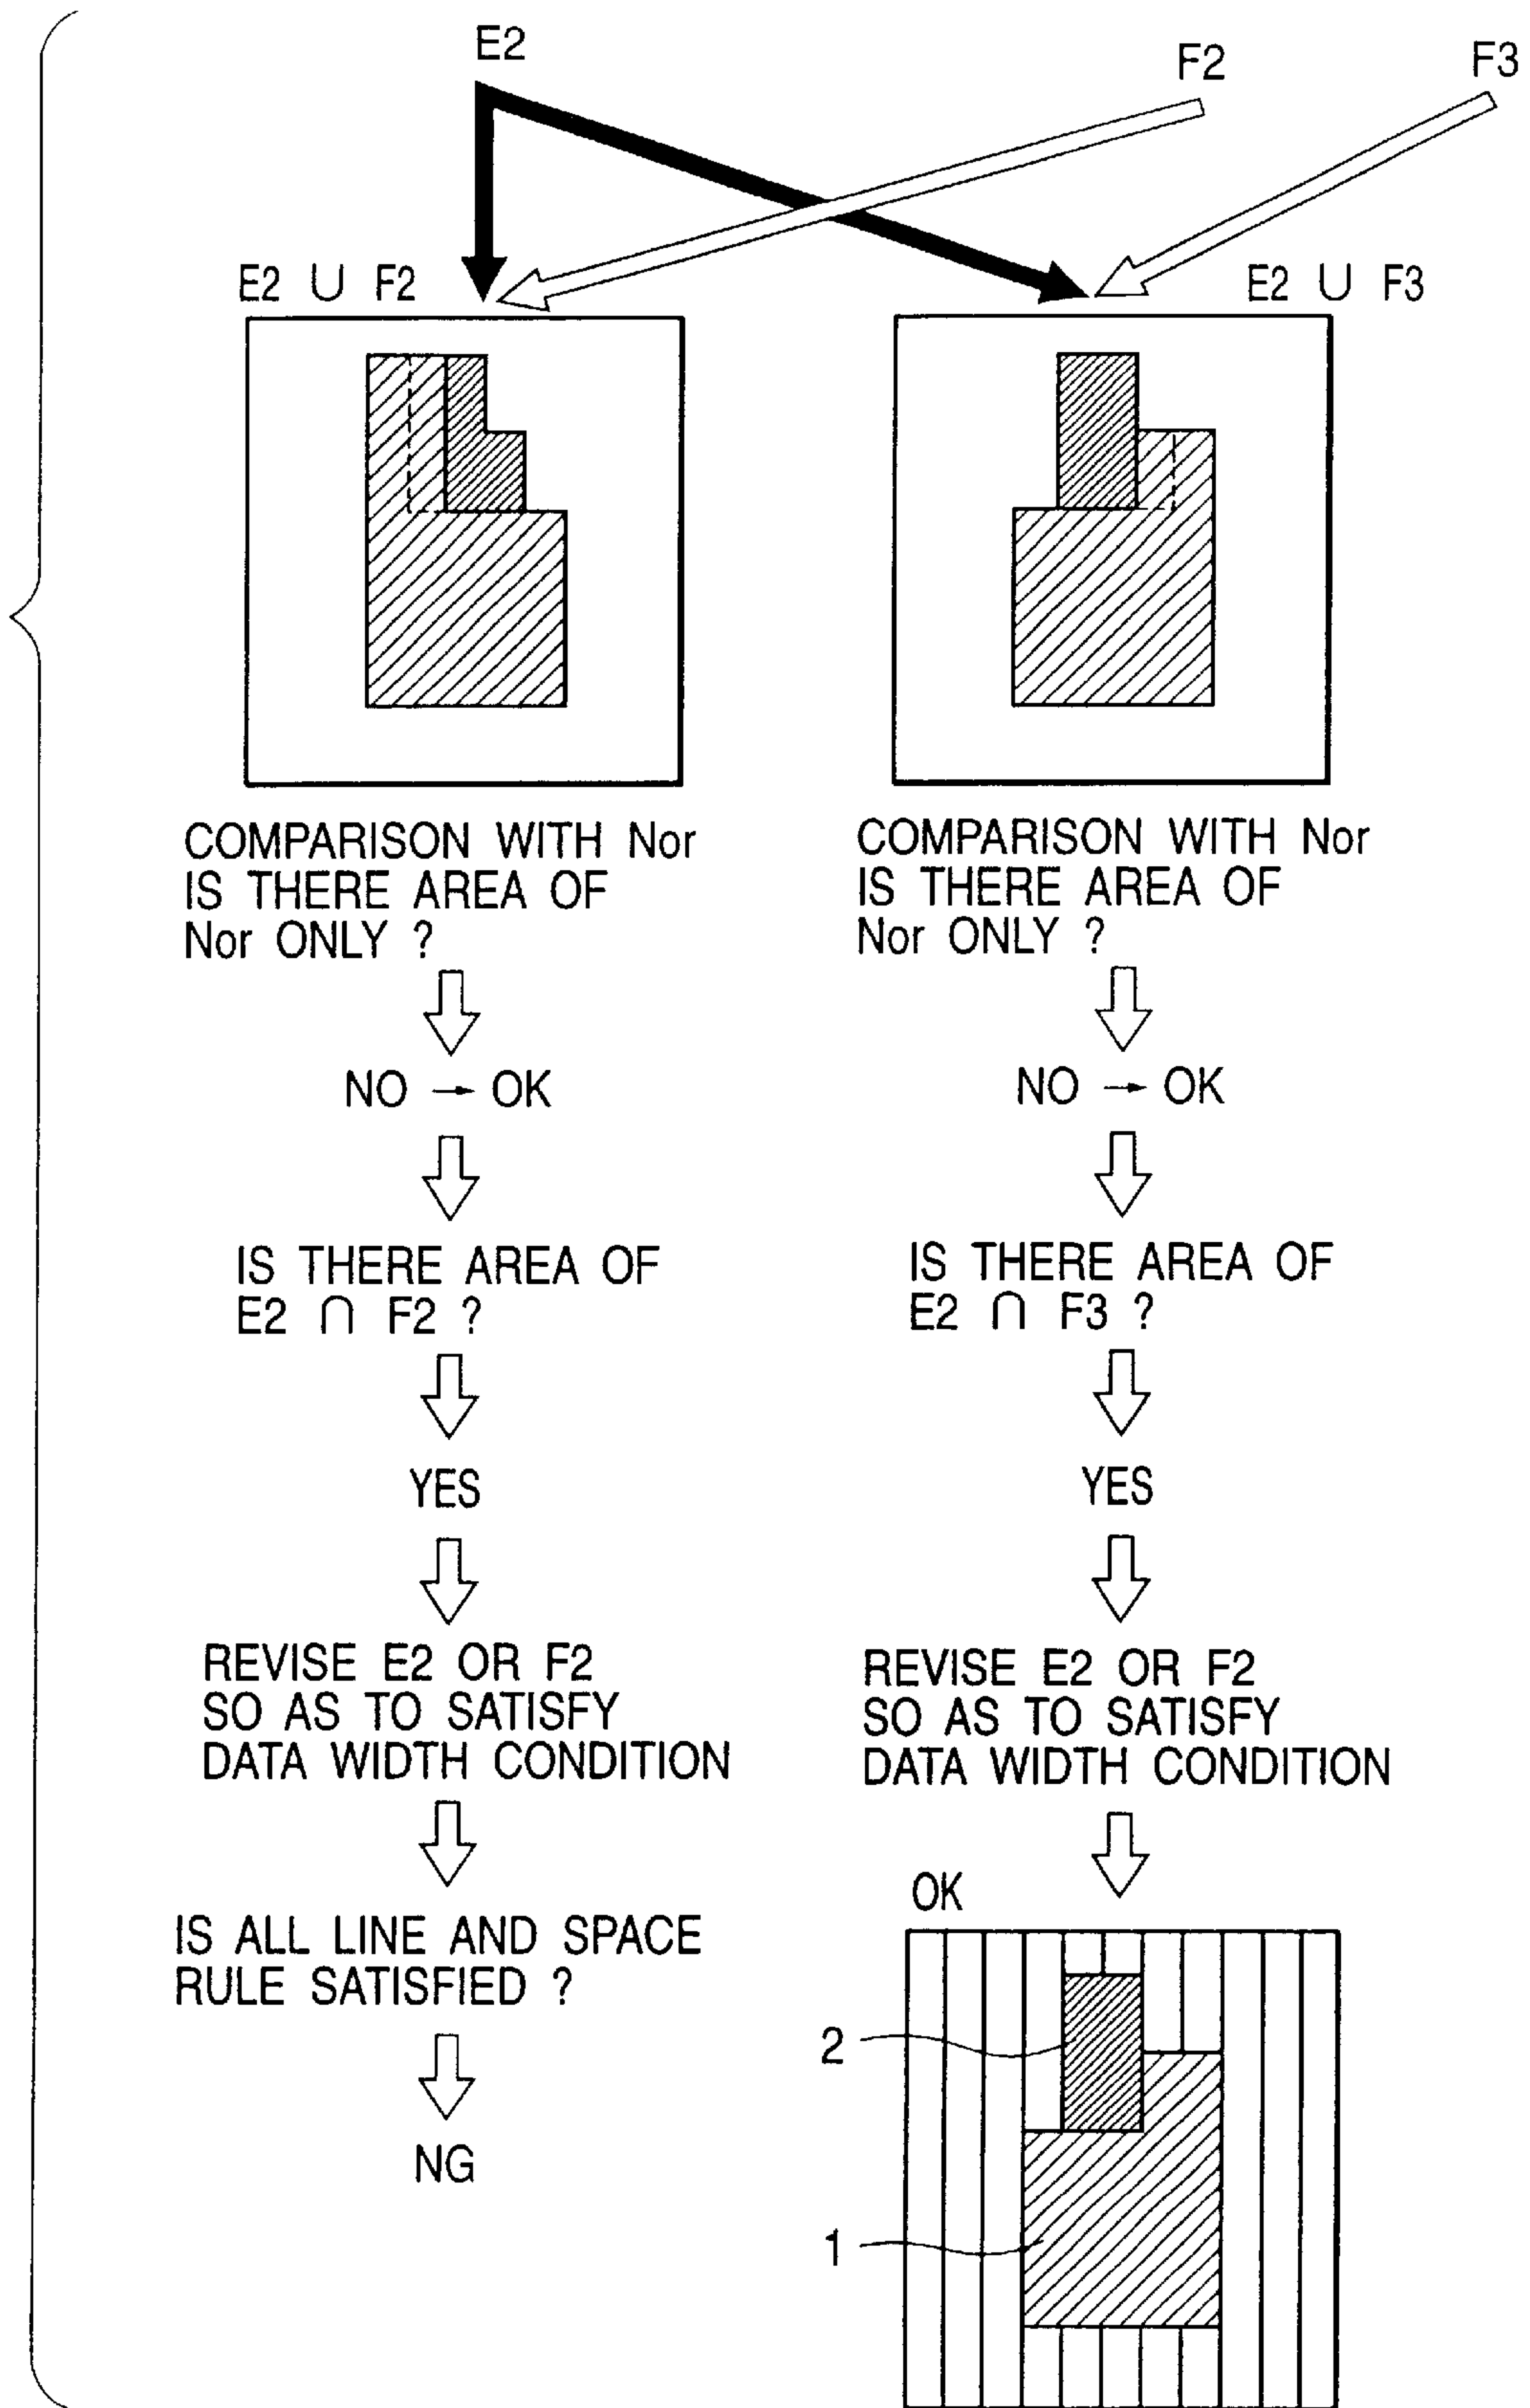 E2
F2
F3
E2 ∪ F2
E2 ∪ F3
COMPARISON WITH Nor
IS THERE AREA OF
Nor ONLY ?
NO → OK
IS THERE AREA OF
E2 ∩ F2 ?
YES
REVISE E2 OR F2
SO AS TO SATISFY
DATA WIDTH CONDITION
IS ALL LINE AND SPACE
RULE SATISFIED ?
NG
COMPARISON WITH Nor
IS THERE AREA OF
Nor ONLY ?
NO → OK
IS THERE AREA OF
E2 ∩ F3 ?
YES
REVISE E2 OR F2
SO AS TO SATISFY
DATA WIDTH CONDITION
OK
2
1